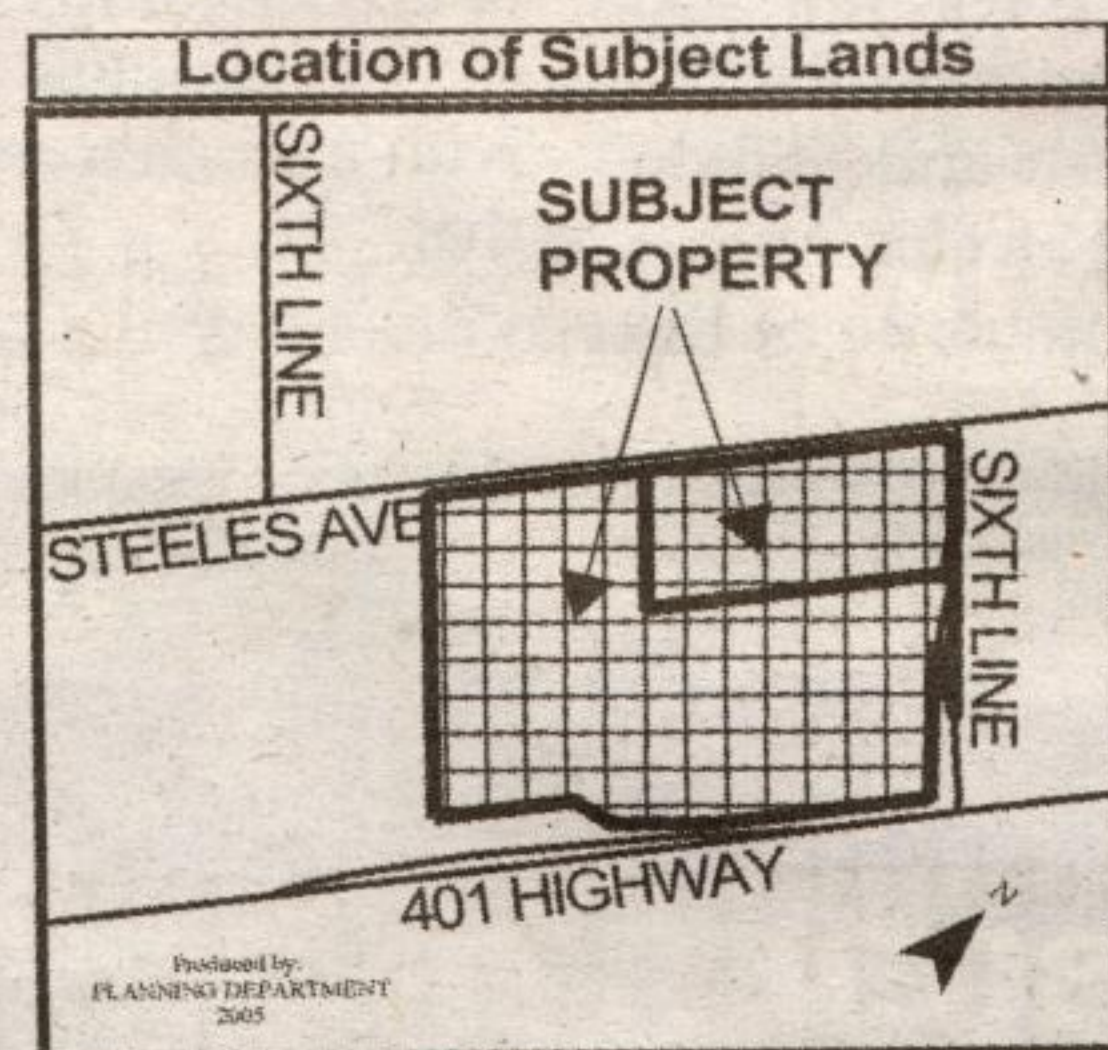 Location of Subject Lands
SIXTH LINE
SUBJECT
PROPERTY
STEELES AVE
SIXTH LINE
401 HIGHWAY
N
Produced by:
PLANNING DEPARTMENT
2005